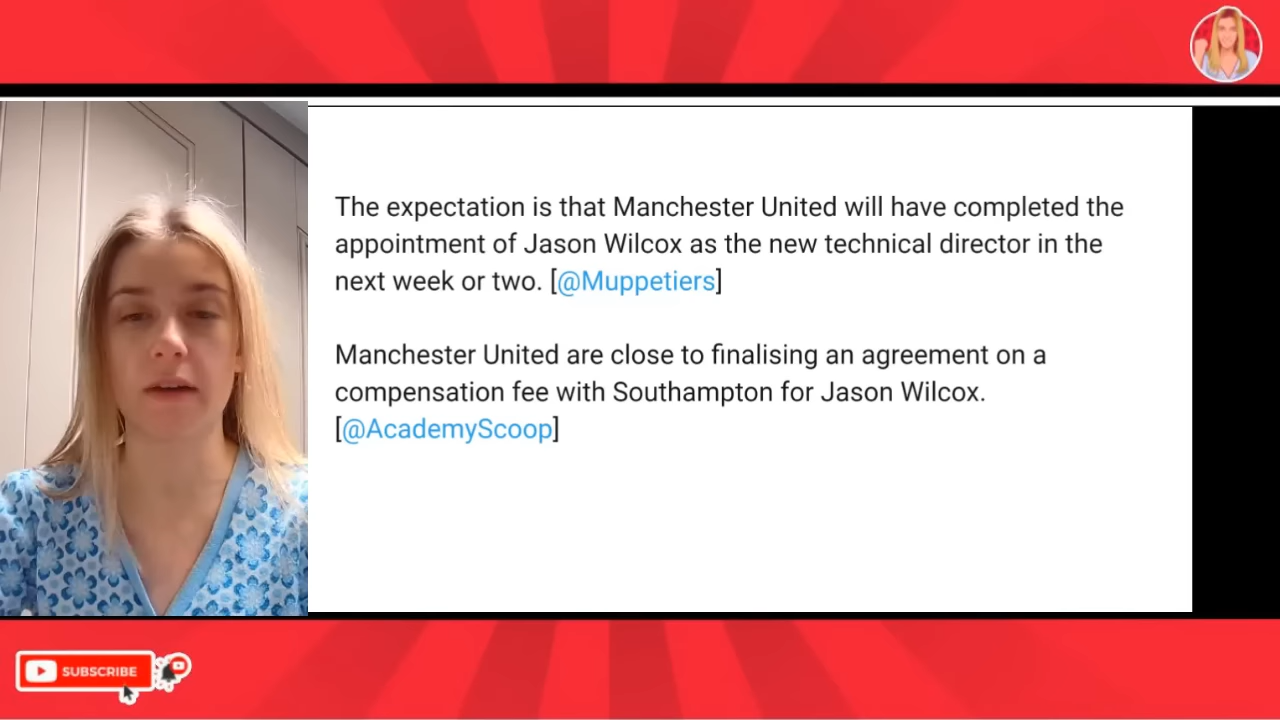 The expectation is that Manchester United will have completed the
appointment of Jason Wilcox as the new technical director in the
next week or two. [@Muppetiers]
Manchester United are close to finalising an agreement on a
compensation fee with Southampton for Jason Wilcox.
[@AcademyScoop]
SUBSCRIBE